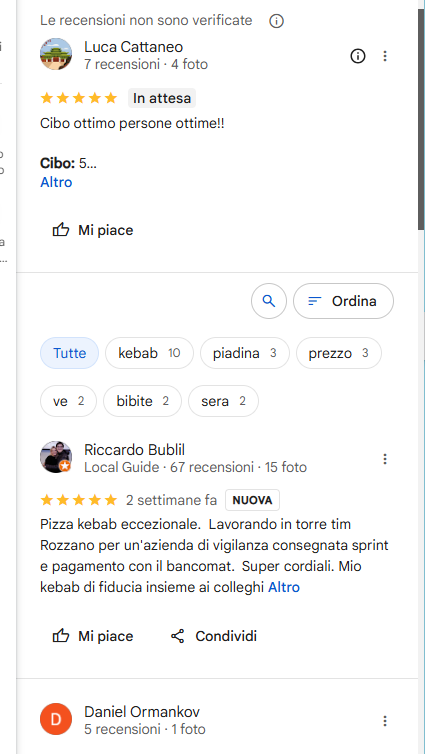 Le recensioni non sono verificate
Luca Cattaneo
7 recensioni · 4 foto
In attesa
Cibo ottimo persone ottime!!
Cibo: 5...
Altro
Mi piace
Ordina
Tutte
kebab 10
piadina 3
prezzo 3
ve 2
bibite 2
sera 2
Riccardo Bublil
Local Guide · 67 recensioni · 15 foto
2 settimane fa NUOVA
Pizza kebab eccezionale. Lavorando in torre tim
Rozzano per un'azienda di vigilanza consegnata sprint
e pagamento con il bancomat. Super cordiali. Mio
kebab di fiducia insieme ai colleghi Altro
Mi piace Condividi
D
Daniel Ormankov
5 recensioni · 1 foto